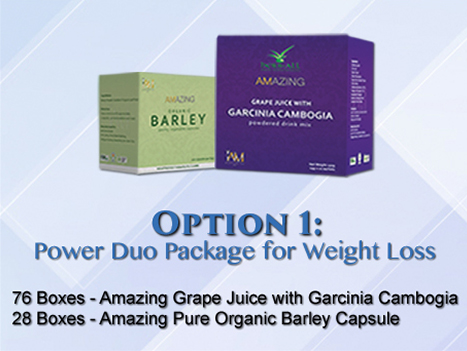 AMAZING
ORGANIC
BARLEY
AMAZING
GRAPE JUICE WITH
GARCINIA CAMBOGIA
powdered drink mix
OPTION 1:
Power Duo Package for Weight Loss
76 Boxes - Amazing Grape Juice with Garcinia Cambogia
28 Boxes - Amazing Pure Organic Barley Capsule